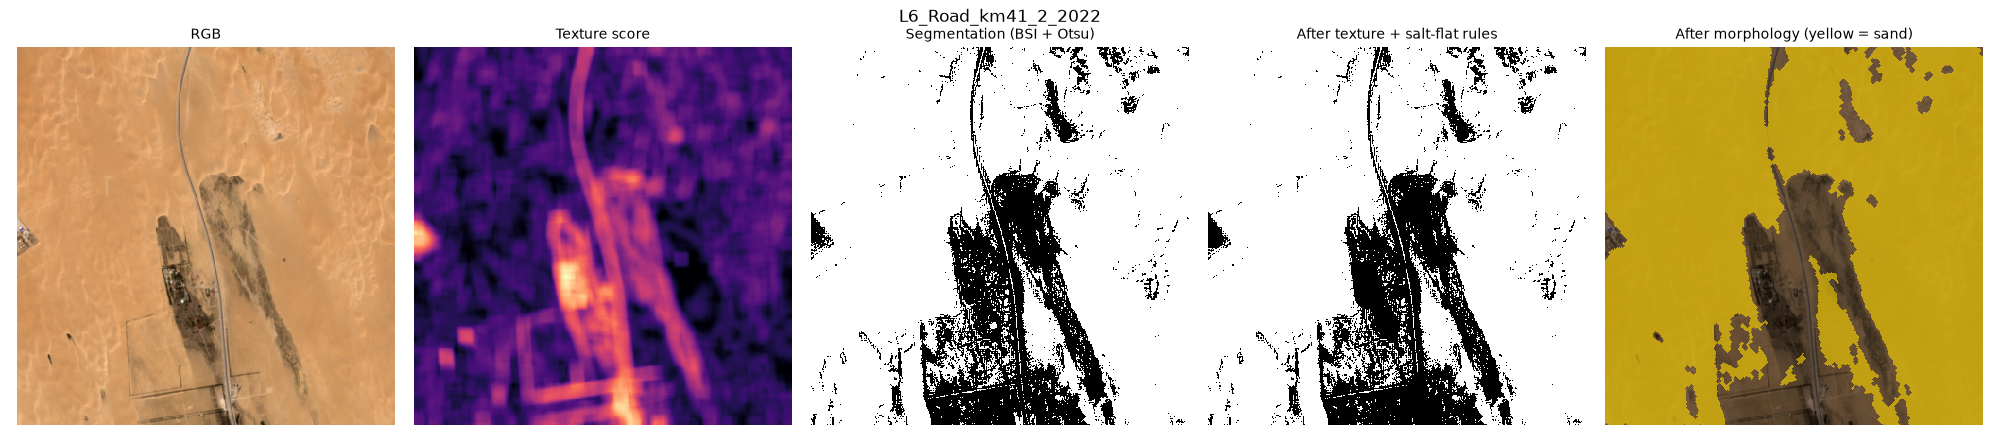 L6_Road_km41_2_2022
RGB
Texture score
Segmentation (BSI + Otsu)
After texture + salt-flat rules
After morphology (yellow = sand)